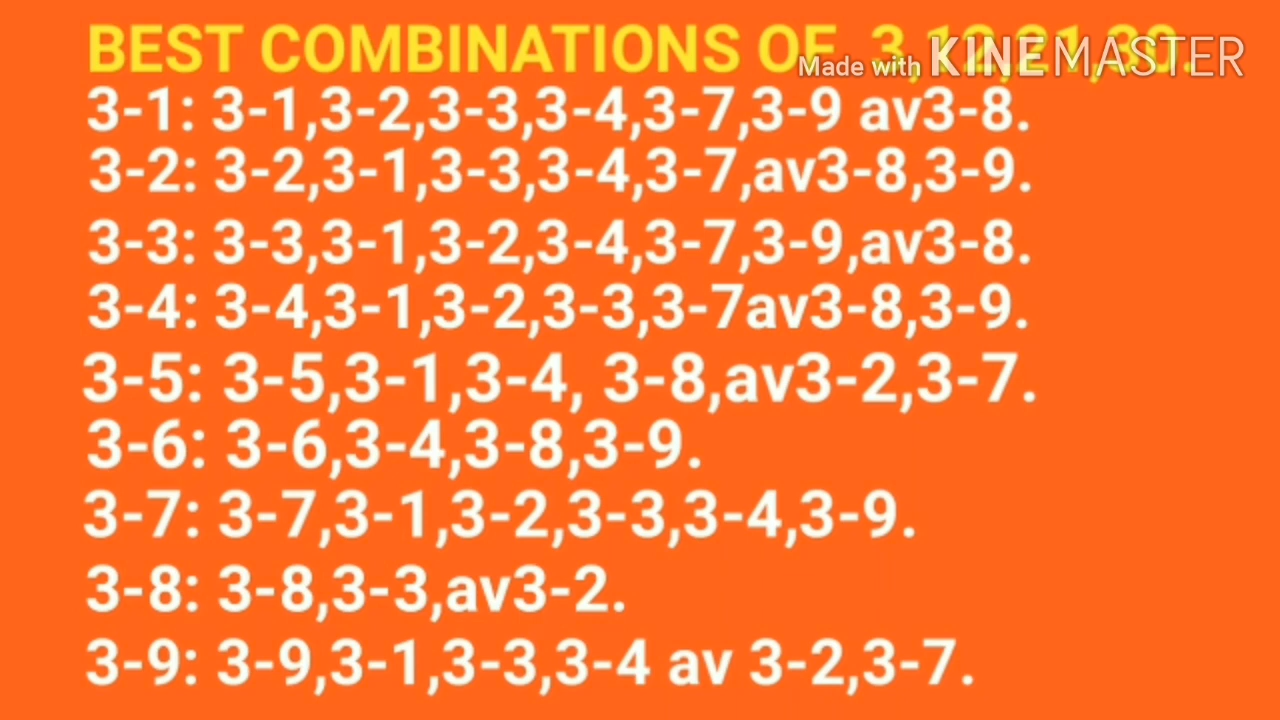 BEST COMBINATIONS OF 3,12,21,30.
Made with KINEMASTER
3-1: 3-1,3-2,3-3,3-4,3-7,3-9 av3-8.
3-2: 3-2,3-1,3-3,3-4,3-7,av3-8,3-9.
3-3: 3-3,3-1,3-2,3-4,3-7,3-9,av3-8.
3-4: 3-4,3-1,3-2,3-3,3-7av3-8,3-9.
3-5: 3-5,3-1,3-4, 3-8,av3-2,3-7.
3-6: 3-6,3-4,3-8,3-9.
3-7: 3-7,3-1,3-2,3-3,3-4,3-9.
3-8: 3-8,3-3,av3-2.
3-9: 3-9,3-1,3-3,3-4 av 3-2,3-7.